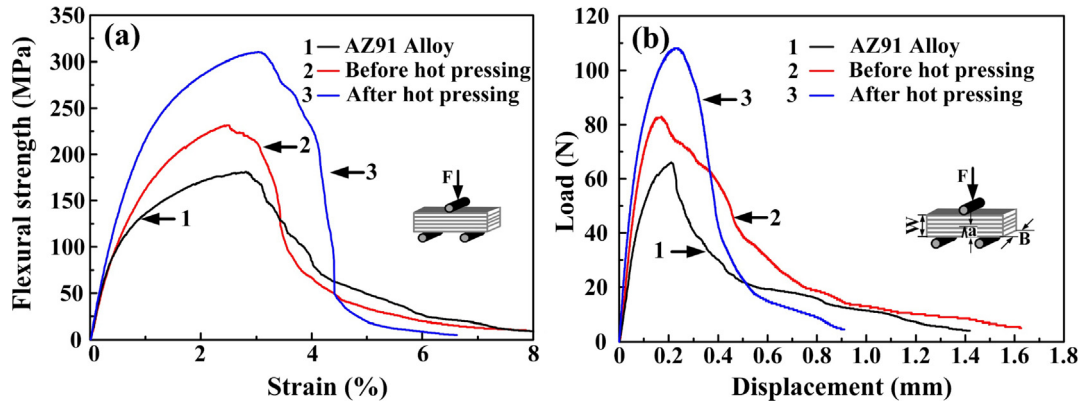 (a)
1 AZ91 Alloy
2 Before hot pressing
3 After hot pressing
350
300
250
200
150
100
50
0
Flexural strength (MPa)
1
2
3
F
0 2 4 6 8
Strain (%)
(b)
1 AZ91 Alloy
2 Before hot pressing
3 After hot pressing
120
100
80
60
40
20
0
Load (N)
3
2
1
F
W
a
B
0 0.2 0.4 0.6 0.8 1.0 1.2 1.4 1.6 1.8
Displacement (mm)